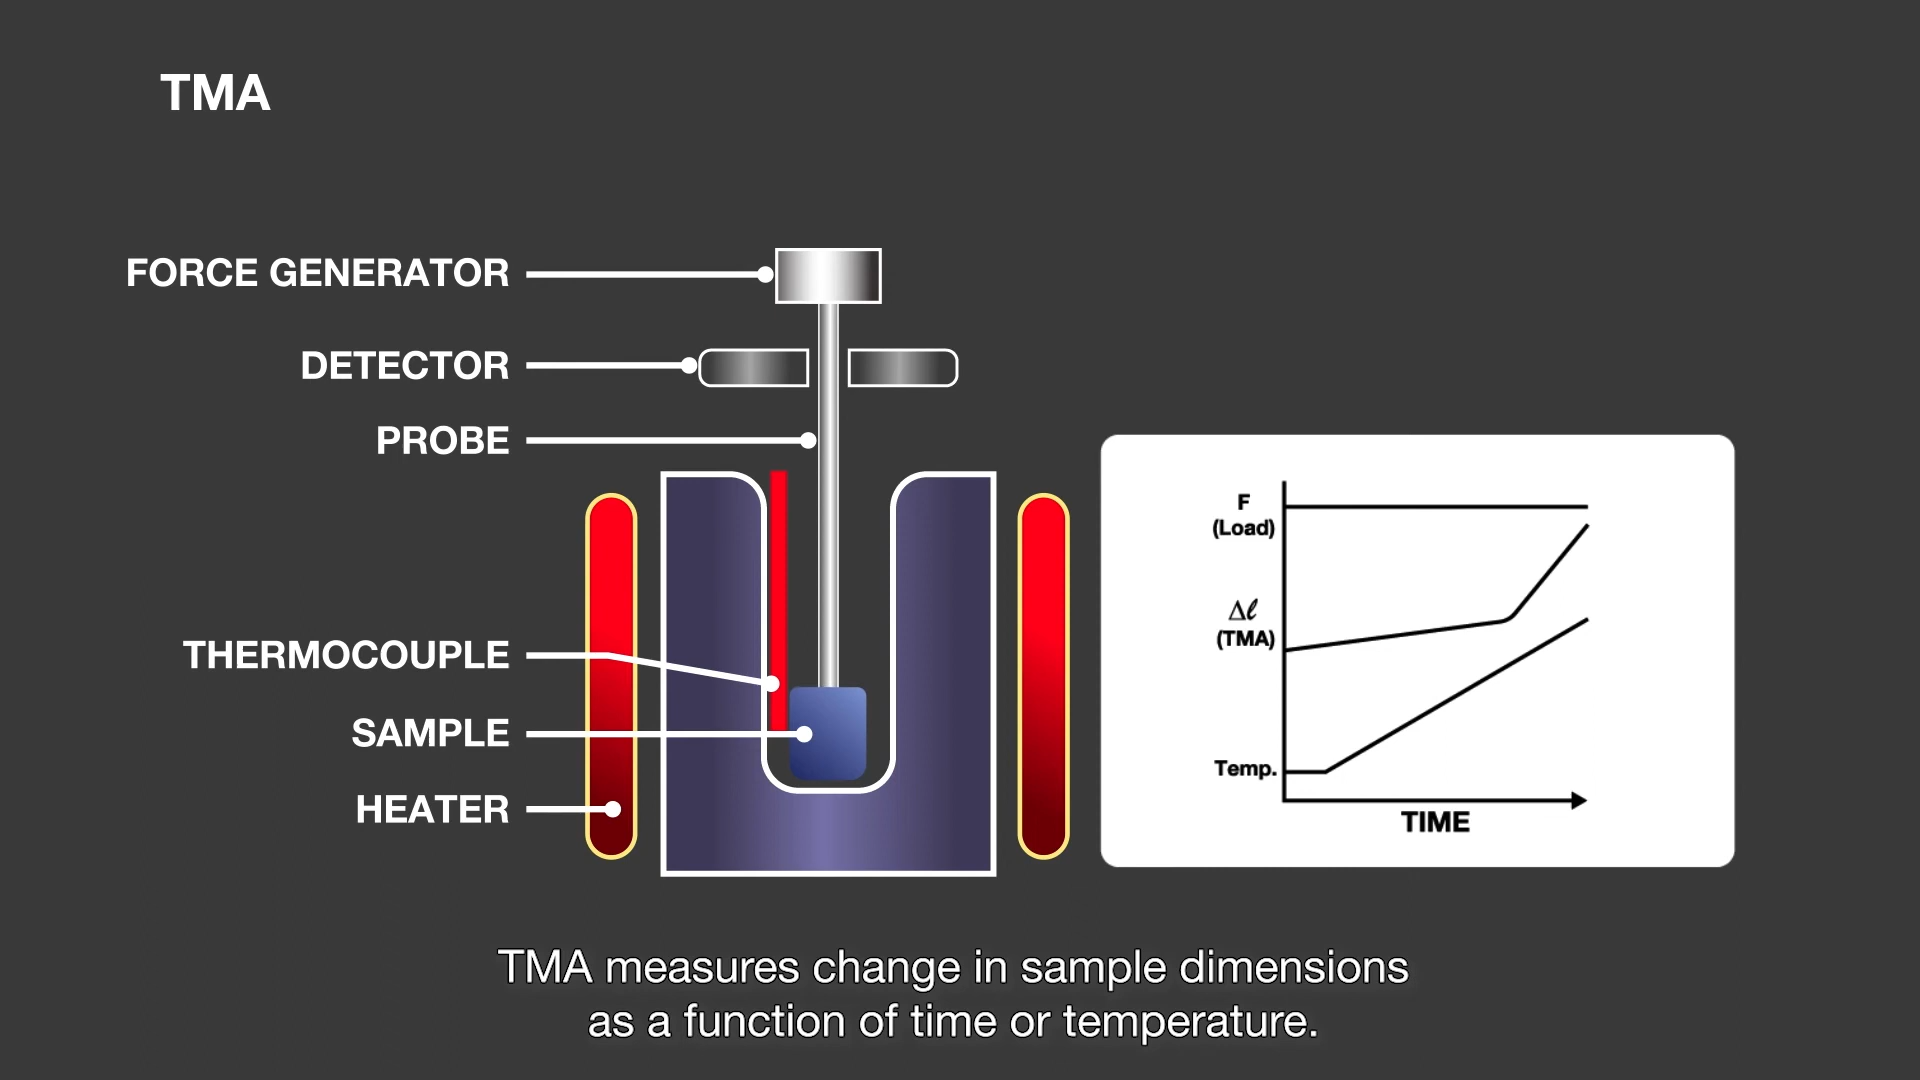 TMA
FORCE GENERATOR
DETECTOR
PROBE
THERMOCOUPLE
SAMPLE
HEATER
F
(Load)
Δℓ
(TMA)
Temp.
TIME
TMA measures change in sample dimensions
as a function of time or temperature.